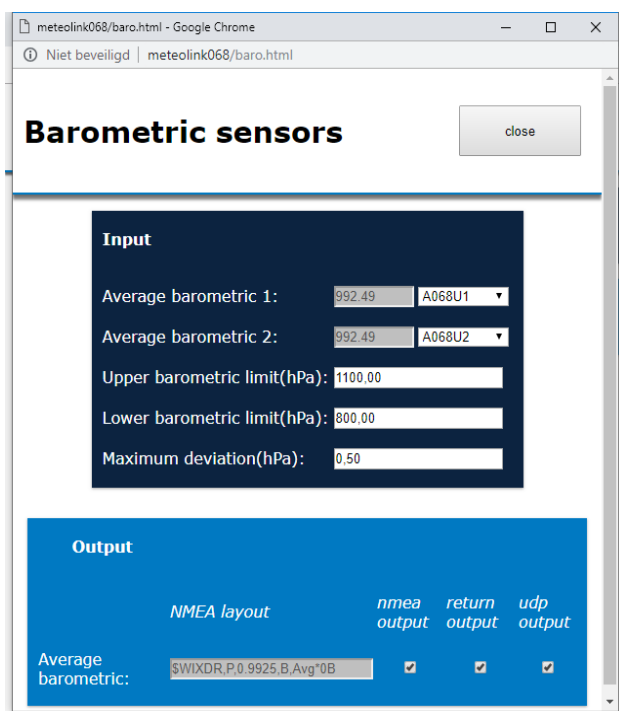 meteolink068/baro.html - Google Chrome
Niet beveiligd | meteolink068/baro.html
Barometric sensors
close
Input
Average barometric 1: 992.49 A068U1
Average barometric 2: 992.49 A068U2
Upper barometric limit(hPa): 1100,00
Lower barometric limit(hPa): 800,00
Maximum deviation(hPa): 0,50
Output
NMEA layout
nmea output
return output
udp output
Average barometric:
$WIXDR,P,0.9925,B,Avg*0B